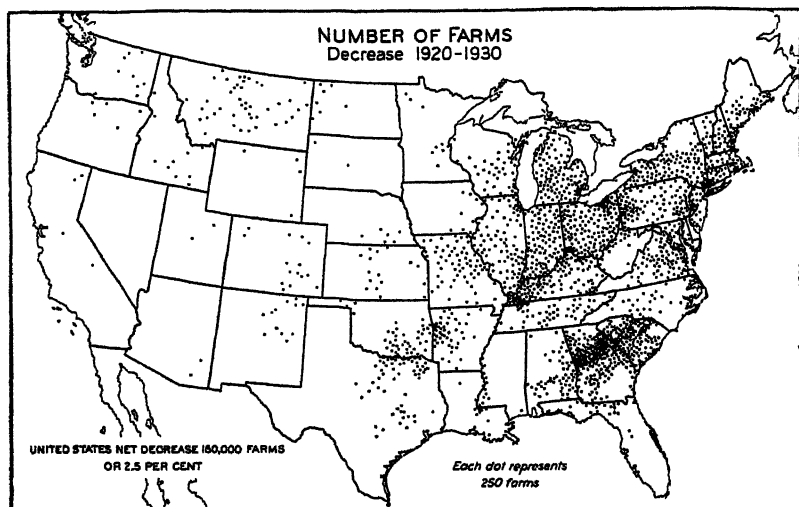 NUMBER OF FARMS
Decrease 1920-1930
UNITED STATES NET DECREASE 160,000 FARMS
OR 2.5 PER CENT
Each dot represents
250 farms